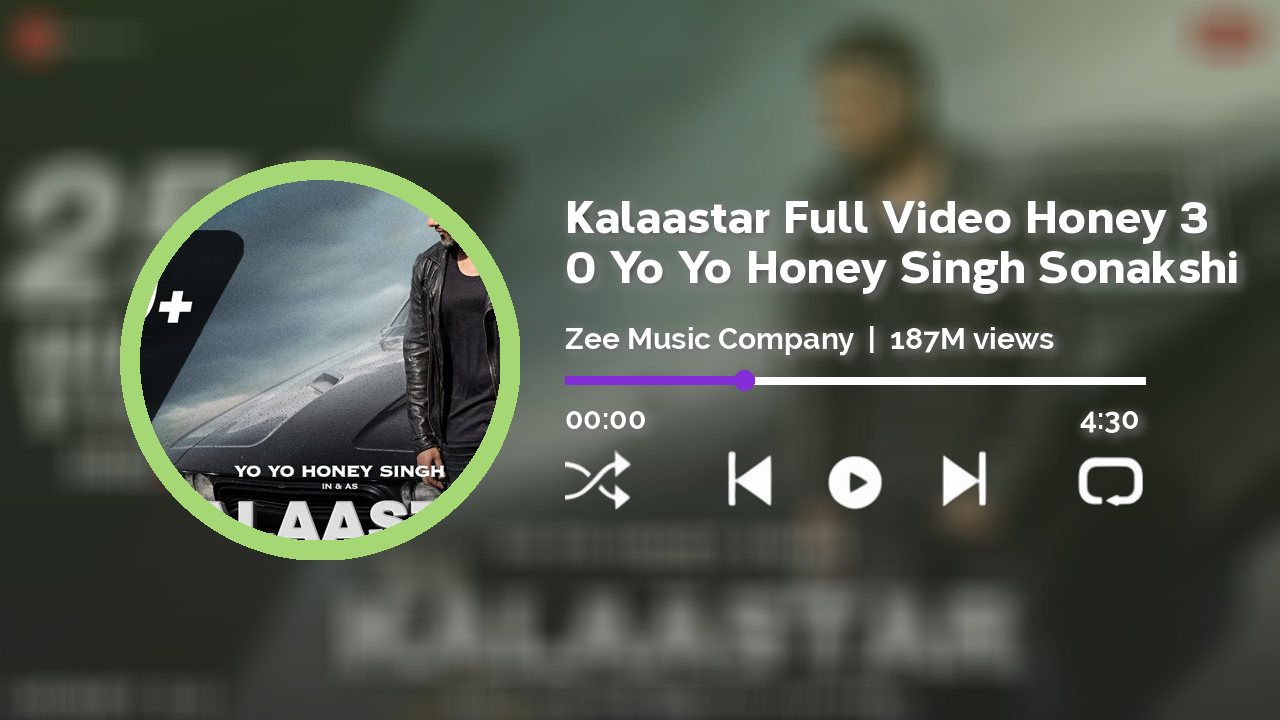 Kalaastar Full Video Honey 3
0 Yo Yo Honey Singh Sonakshi
Zee Music Company | 187M views
00:00
4:30
+
YO YO HONEY SINGH
IN & AS
ALAAST